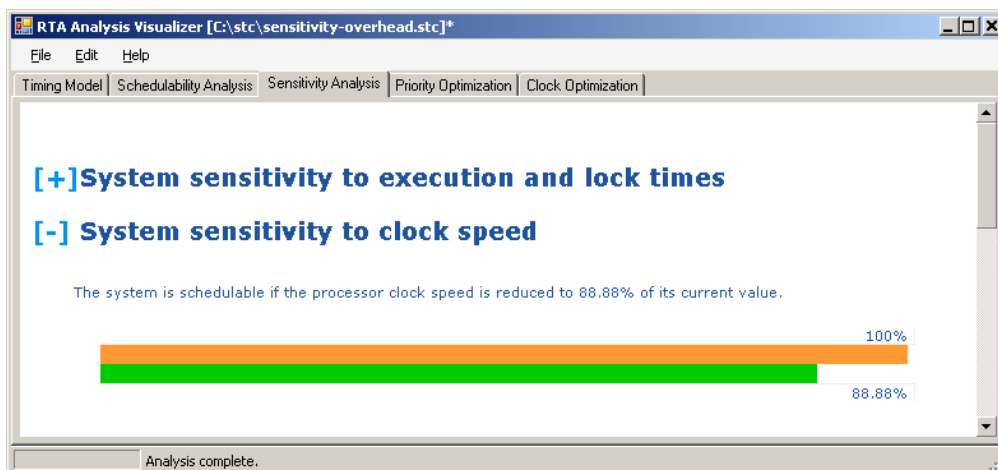 RTA Analysis Visualizer [C:\stc\sensitivity-overhead.stc]*
File Edit Help
Timing Model Schedulability Analysis Sensitivity Analysis Priority Optimization Clock Optimization
[+]System sensitivity to execution and lock times
[-] System sensitivity to clock speed
The system is schedulable if the processor clock speed is reduced to 88.88% of its current value.
100%
88.88%
Analysis complete.